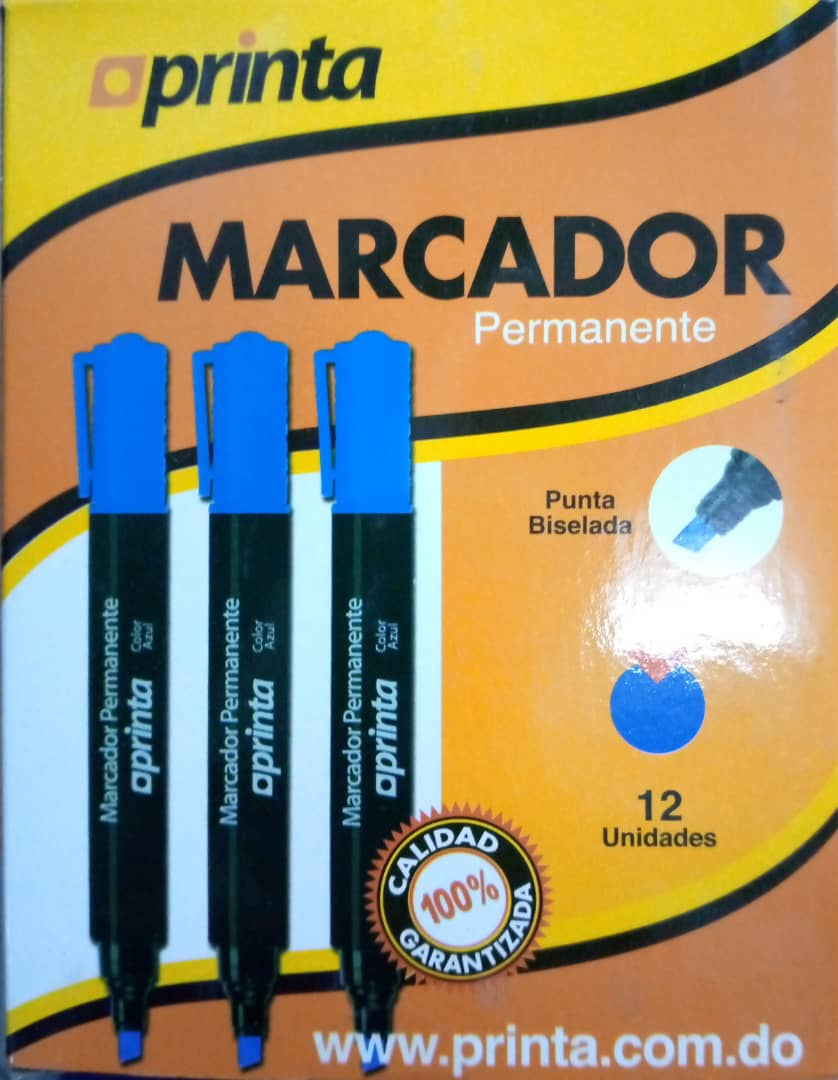 printa
MARCADOR
Permanente
Punta
Biselada
Marcador Permanente
printa
Color
Azul
Marcador Permanente
printa
Color
Azul
Marcador Permanente
printa
Color
Azul
12
Unidades
CALIDAD
100%
GARANTIZADA
www.printa.com.do